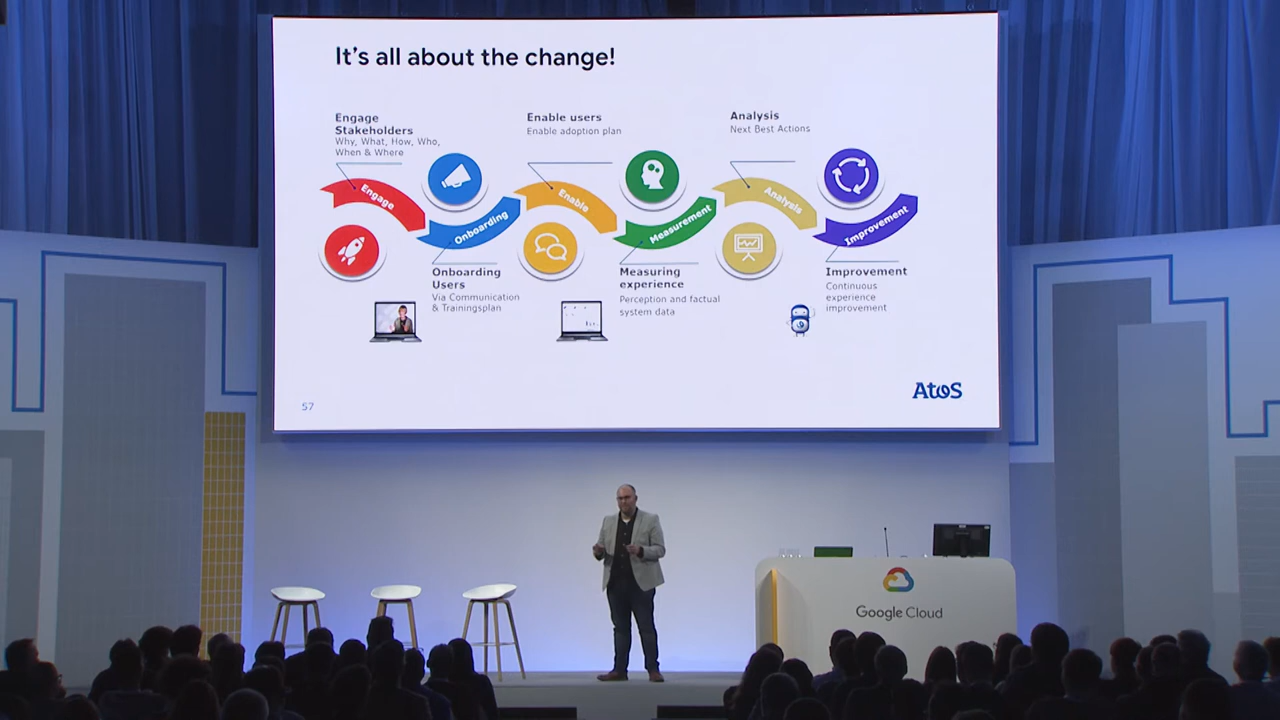 It's all about the change!
Engage
Stakeholders
Why, What, How, Who,
When & Where
Enable users
Enable adoption plan
Analysis
Next Best Actions
Engage
Onboarding
Enable
Measurement
Analysis
Improvement
Onboarding
Users
Via Communication
& Trainingsplan
Measuring
experience
Perception and factual
system data
Improvement
Continuous
experience
improvement
57
Atos
Google Cloud